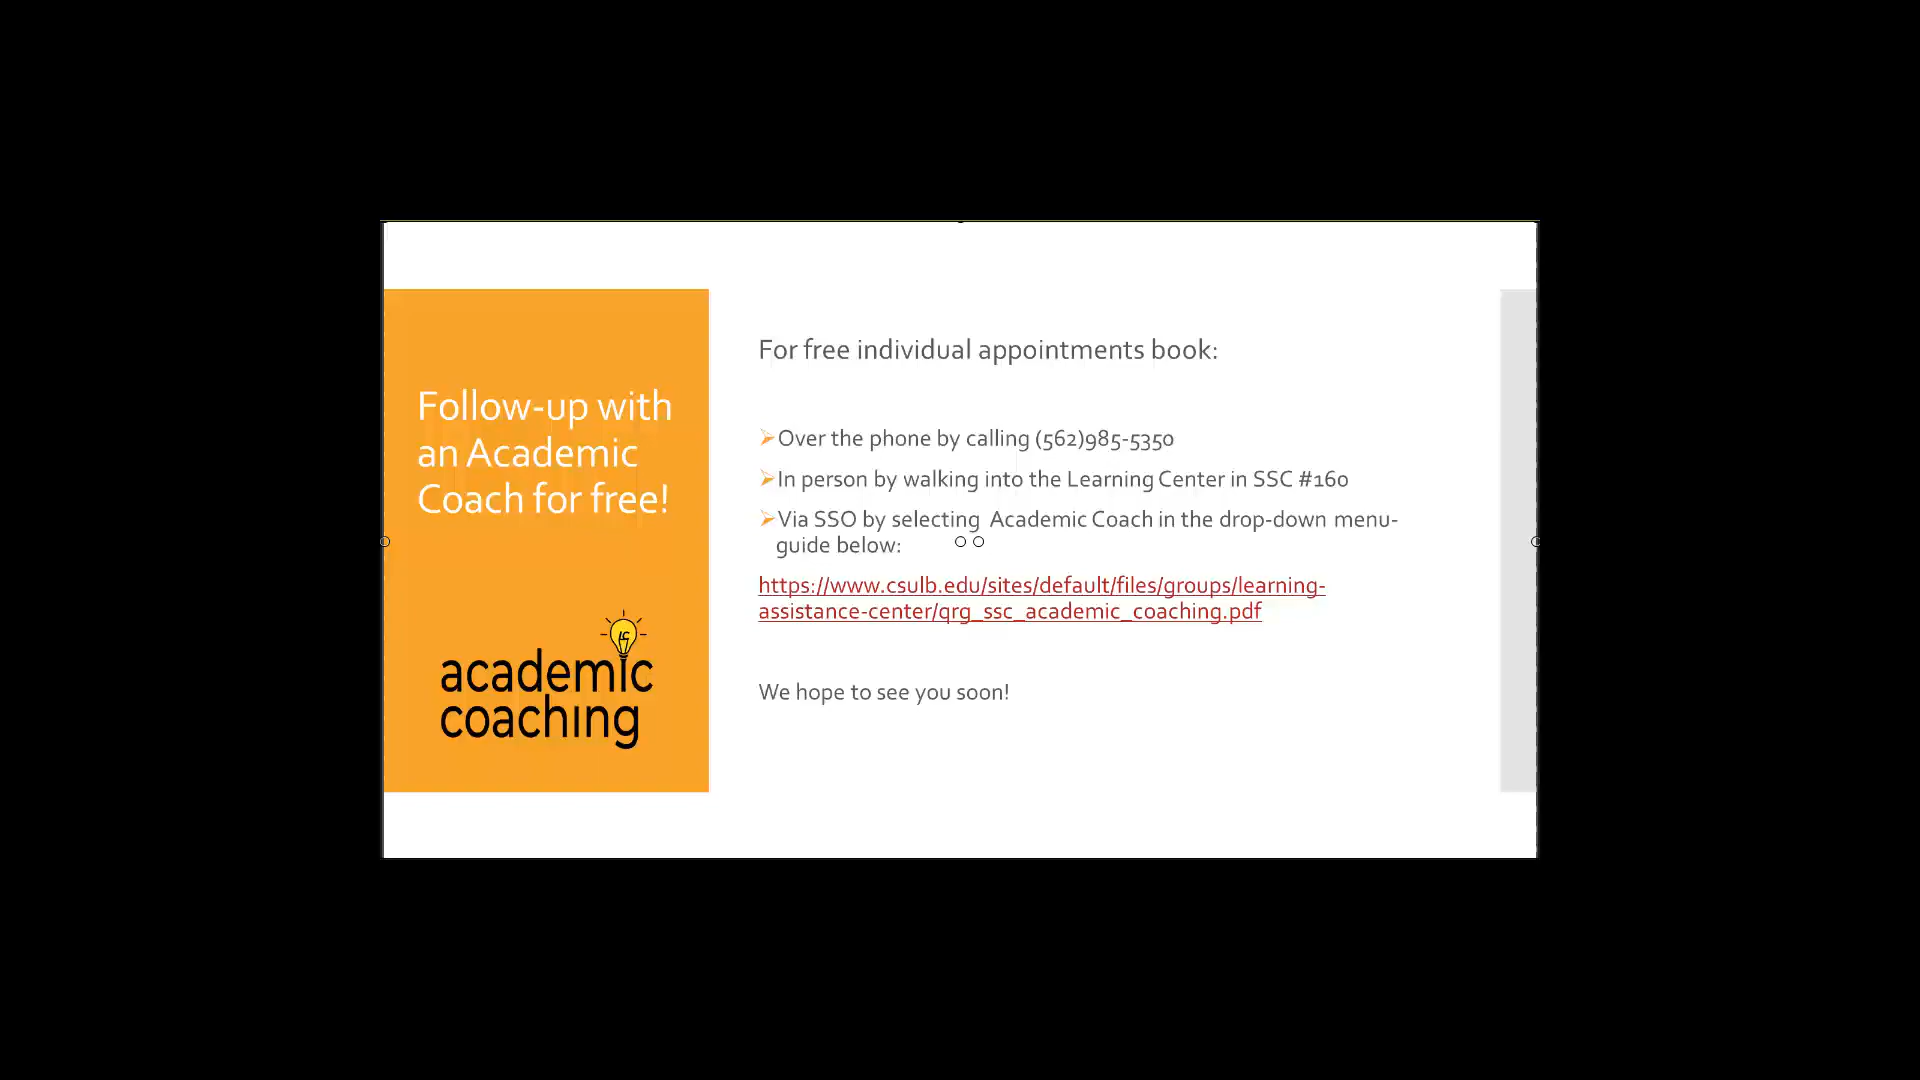 Follow-up with
an Academic
Coach for free!
LC
academic
coaching
For free individual appointments book:
Over the phone by calling (562)985-5350
In person by walking into the Learning Center in SSC #160
Via SSO by selecting  Academic Coach in the drop-down menu-
guide below:
https://www.csulb.edu/sites/default/files/groups/learning-
assistance-center/qrg_ssc_academic_coaching.pdf
We hope to see you soon!